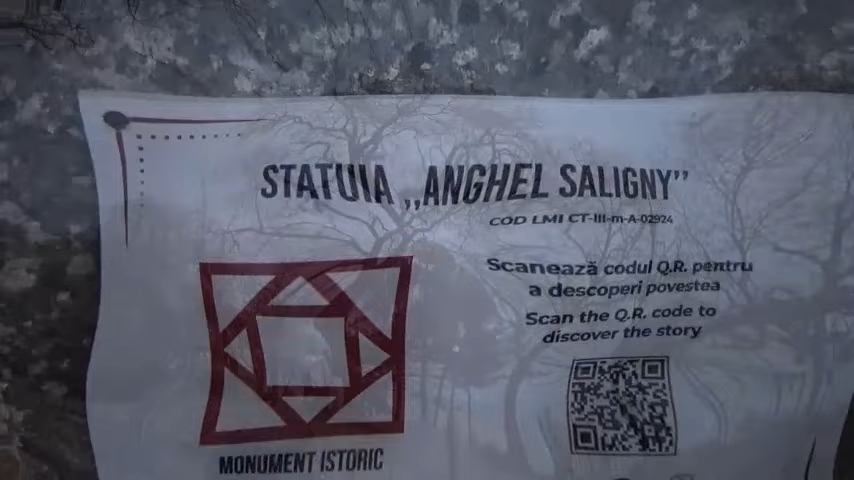 STATUIA „ANGHEL SALIGNY”
COD LMI CT-III-m-A-02924
Scanează codul Q.R. pentru
a descoperi povestea
Scan the Q.R. code to
discover the story
MONUMENT ISTORIC